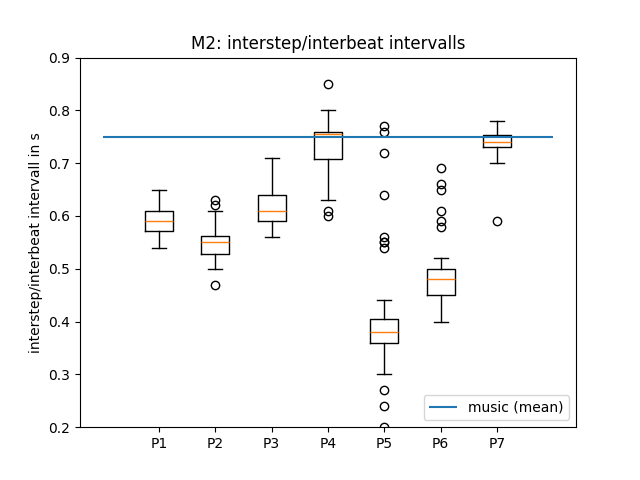 M2: interstep/interbeat intervalls
interstep/interbeat intervall in s
0.9
0.8
0.7
0.6
0.5
0.4
0.3
0.2
P1 P2 P3 P4 P5 P6 P7
music (mean)